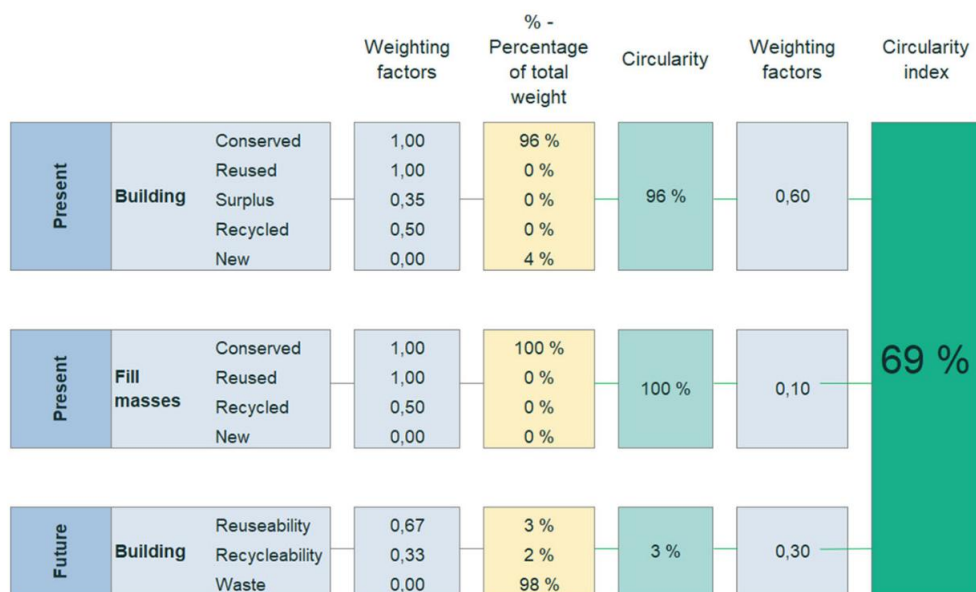 Weighting factors
% - Percentage of total weight
Circularity
Weighting factors
Circularity index
Present
Building
Conserved 1,00 96 %
Reused 1,00 0 %
Surplus 0,35 0 %
Recycled 0,50 0 %
New 0,00 4 %
96 %
0,60
Present
Fill masses
Conserved 1,00 100 %
Reused 1,00 0 %
Recycled 0,50 0 %
New 0,00 0 %
100 %
0,10
69 %
Future
Building
Reuseability 0,67 3 %
Recycleability 0,33 2 %
Waste 0,00 98 %
3 %
0,30